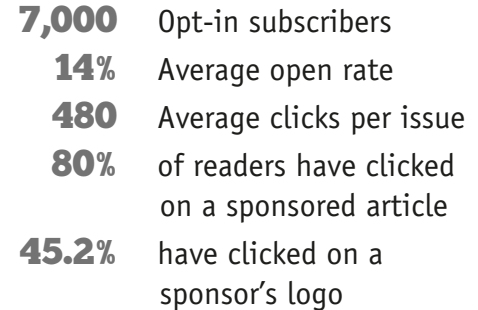 7,000 Opt-in subscribers
14% Average open rate
480 Average clicks per issue
80% of readers have clicked
on a sponsored article
45.2% have clicked on a
sponsor's logo